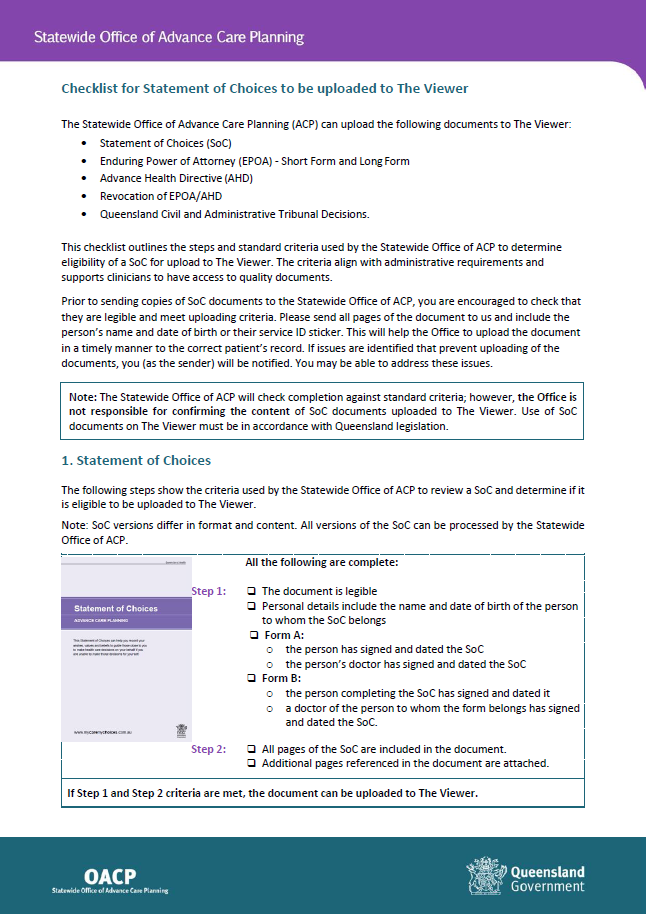 Statewide Office of Advance Care Planning
Checklist for Statement of Choices to be uploaded to The Viewer
The Statewide Office of Advance Care Planning (ACP) can upload the following documents to The Viewer:
• Statement of Choices (SoC)
• Enduring Power of Attorney (EPOA) - Short Form and Long Form
• Advance Health Directive (AHD)
• Revocation of EPOA/AHD
• Queensland Civil and Administrative Tribunal Decisions.
This checklist outlines the steps and standard criteria used by the Statewide Office of ACP to determine
eligibility of a SoC for upload to The Viewer. The criteria align with administrative requirements and
supports clinicians to have access to quality documents.
Prior to sending copies of SoC documents to the Statewide Office of ACP, you are encouraged to check that
they are legible and meet uploading criteria. Please send all pages of the document to us and include the
person's name and date of birth or their service ID sticker. This will help the Office to upload the document
in a timely manner to the correct patient's record. If issues are identified that prevent uploading of the
documents, you (as the sender) will be notified. You may be able to address these issues.
Note: The Statewide Office of ACP will check completion against standard criteria; however, the Office is
not responsible for confirming the content of SoC documents uploaded to The Viewer. Use of SoC
documents on The Viewer must be in accordance with Queensland legislation.
1. Statement of Choices
The following steps show the criteria used by the Statewide Office of ACP to review a SoC and determine if it
is eligible to be uploaded to The Viewer.
Note: SoC versions differ in format and content. All versions of the SoC can be processed by the Statewide
Office of ACP.
Statement of Choices
ADVANCE CARE PLANNING
www.mycaremychoices.com.au
All the following are complete:
Step 1:
❑ The document is legible
❑ Personal details include the name and date of birth of the person
to whom the SoC belongs
❑ Form A:
○ the person has signed and dated the SoC
○ the person's doctor has signed and dated the SoC
❑ Form B:
○ the person completing the SoC has signed and dated it
○ a doctor of the person to whom the form belongs has signed
and dated the SoC.
Step 2:
❑ All pages of the SoC are included in the document.
❑ Additional pages referenced in the document are attached.
If Step 1 and Step 2 criteria are met, the document can be uploaded to The Viewer.
OACP
Statewide Office of Advance Care Planning
Queensland
Government